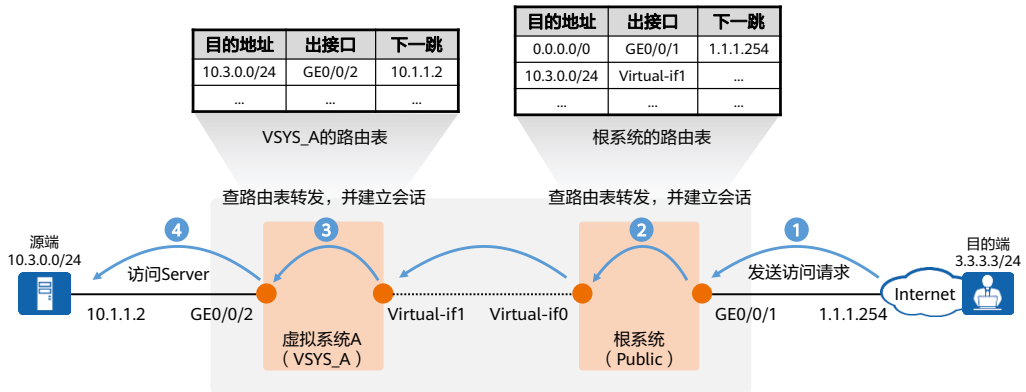 目的地址 出接口 下一跳
10.3.0.0/24 GE0/0/2 10.1.1.2
... ... ...
VSYS_A的路由表
目的地址 出接口 下一跳
0.0.0.0/0 GE0/0/1 1.1.1.254
10.3.0.0/24 Virtual-if1 ...
... ... ...
根系统的路由表
查路由表转发，并建立会话
查路由表转发，并建立会话
4
3
2
1
源端
10.3.0.0/24
访问Server
发送访问请求
目的端
3.3.3.3/24
Internet
10.1.1.2
GE0/0/2
Virtual-if1
Virtual-if0
GE0/0/1
1.1.1.254
虚拟系统A
（VSYS_A）
根系统
（Public）